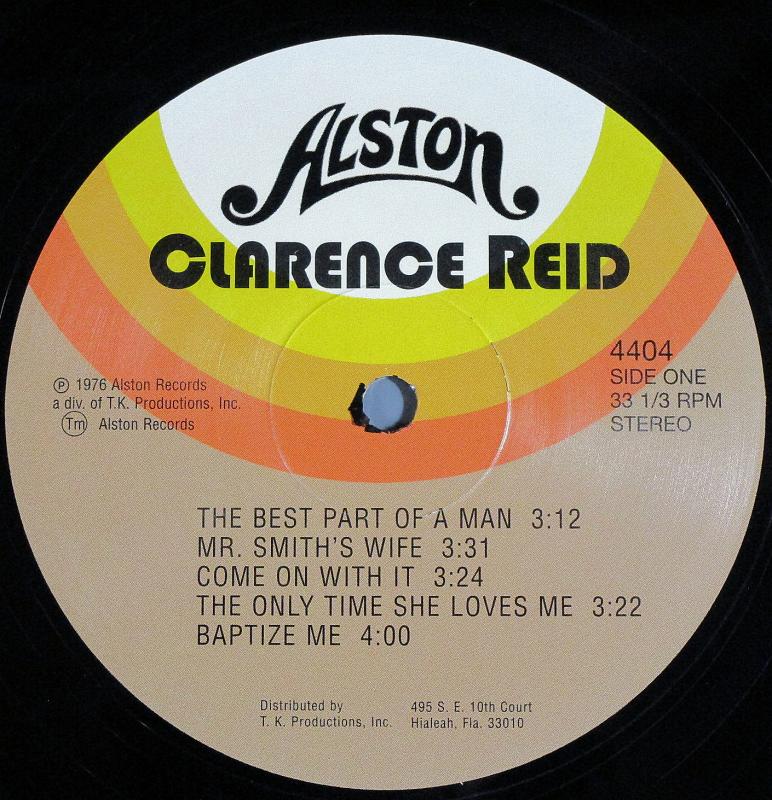 ALSTON
CLARENCE REID
℗ 1976 Alston Records
a div. of T.K. Productions, Inc.
Tm Alston Records
4404
SIDE ONE
33 1/3 RPM
STEREO
THE BEST PART OF A MAN 3:12
MR. SMITH'S WIFE 3:31
COME ON WITH IT 3:24
THE ONLY TIME SHE LOVES ME 3:22
BAPTIZE ME 4:00
Distributed by
T. K. Productions, Inc.
495 S. E. 10th Court
Hialeah, Fla. 33010